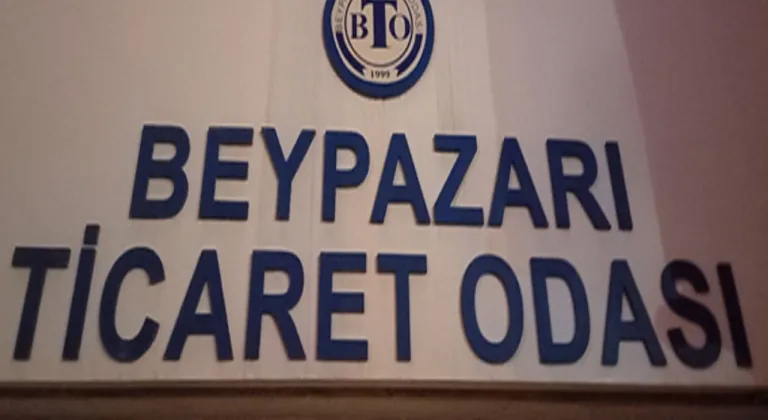 BTO
1999
BEYPAZARI
TİCARET ODASI